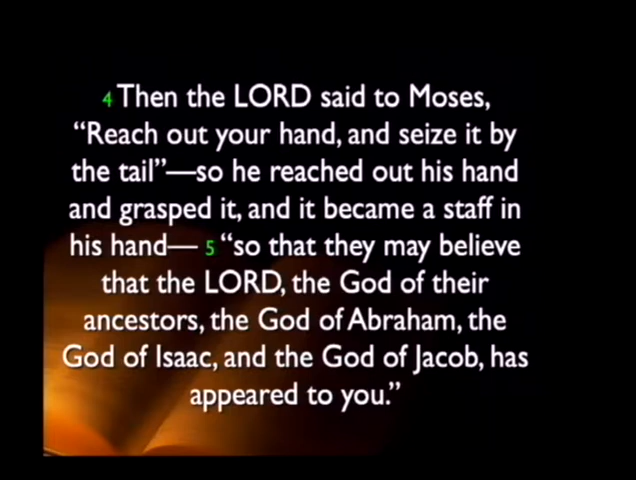 4 Then the LORD said to Moses,
“Reach out your hand, and seize it by
the tail”—so he reached out his hand
and grasped it, and it became a staff in
his hand— 5 “so that they may believe
that the LORD, the God of their
ancestors, the God of Abraham, the
God of Isaac, and the God of Jacob, has
appeared to you.”